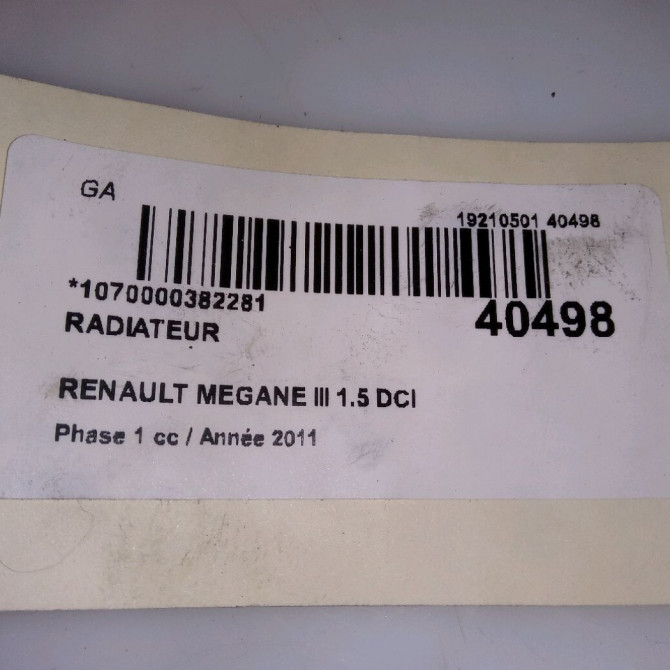 GA
19210501 40498
*1070000382281
40498
RADIATEUR
RENAULT MEGANE III 1.5 DCI
Phase 1 cc / Année 2011